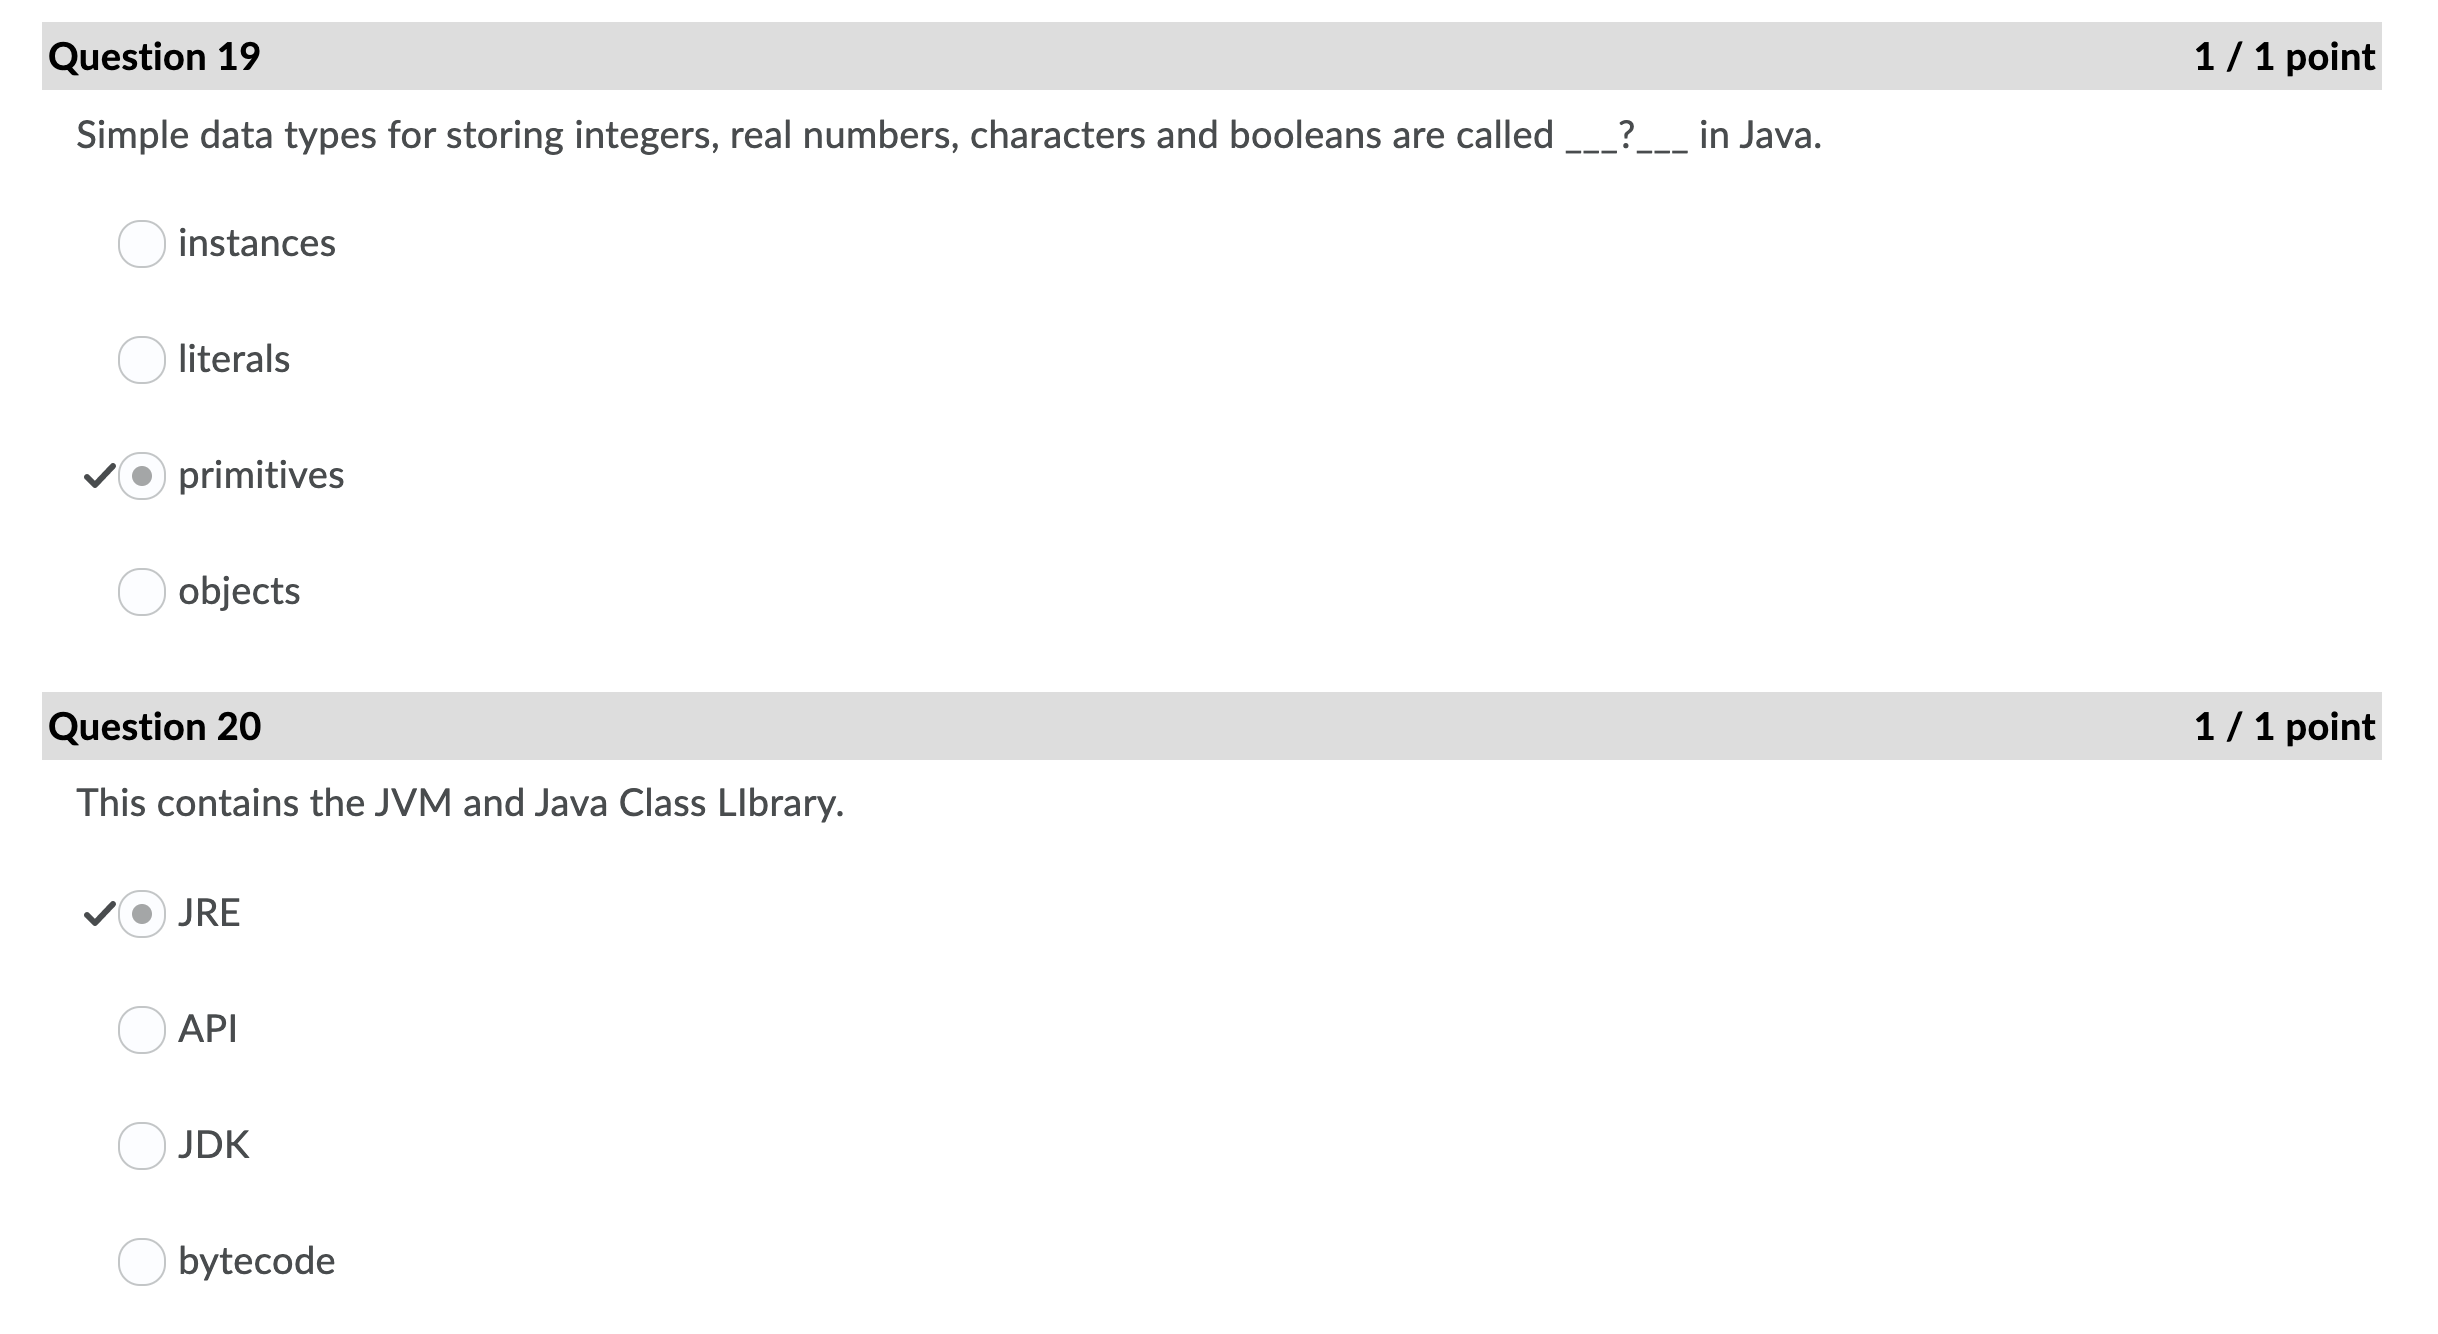 Question 19 1 / 1 point
Simple data types for storing integers, real numbers, characters and booleans are called ___?___ in Java.
instances
literals
primitives
objects
Question 20 1 / 1 point
This contains the JVM and Java Class LIbrary.
JRE
API
JDK
bytecode